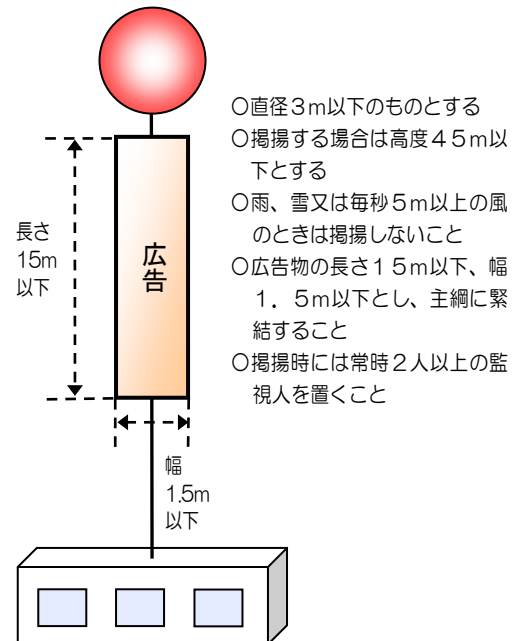 ○直径３ｍ以下のものとする
○掲揚する場合は高度４５ｍ以
下とする
○雨、雪又は毎秒５ｍ以上の風
のときは掲揚しないこと
○広告物の長さ１５ｍ以下、幅
１．５ｍ以下とし、主綱に緊
結すること
○掲揚時には常時２人以上の監
視人を置くこと
長さ
15m
以下
広告
幅
1.5m
以下